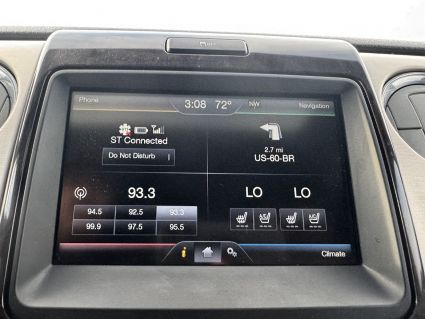 Phone 3:08 72° NW Navigation
ST Connected
Do Not Disturb
2.7 mi
US-60-BR
93.3
LO LO
94.5 92.5 93.3
99.9 97.5 95.5
i
Climate